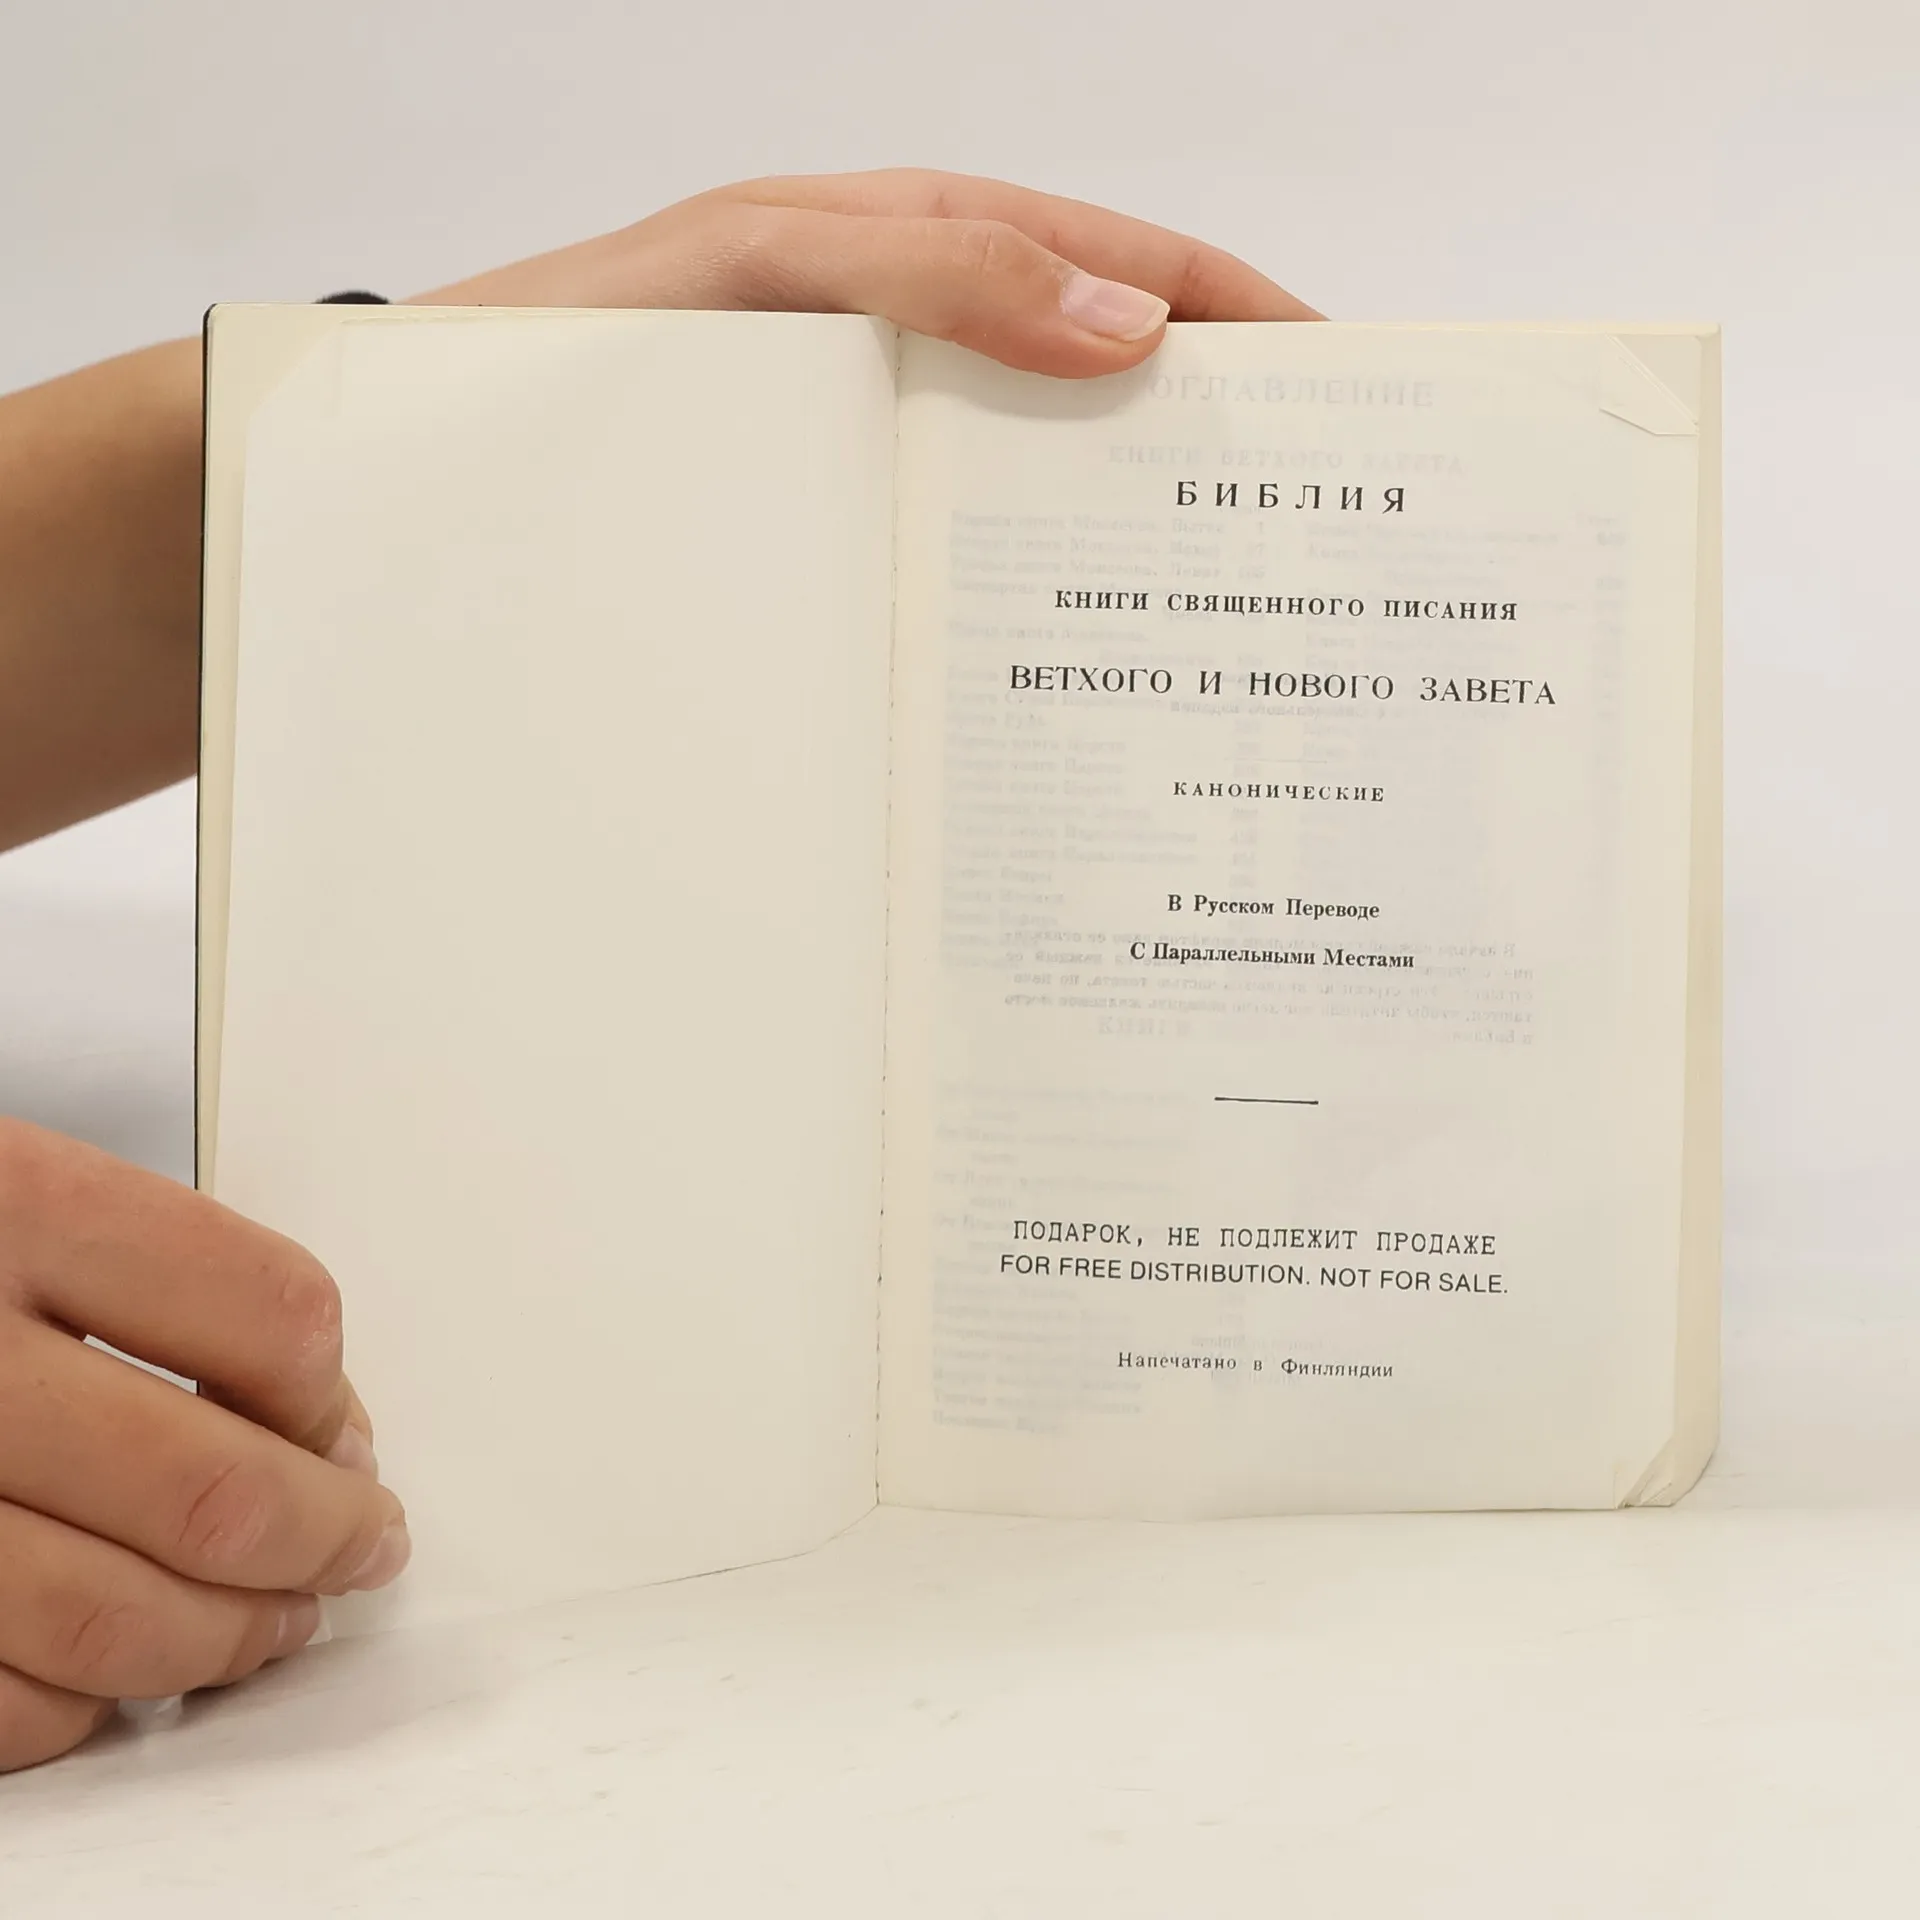 БИБЛИЯ
КНИГИ СВЯЩЕННОГО ПИСАНИЯ
ВЕТХОГО И НОВОГО ЗАВЕТА
КАНОНИЧЕСКИЕ
В Русском Переводе
С Параллельными Местами
ПОДАРОК, НЕ ПОДЛЕЖИТ ПРОДАЖЕ
FOR FREE DISTRIBUTION. NOT FOR SALE.
Напечатано в Финляндии